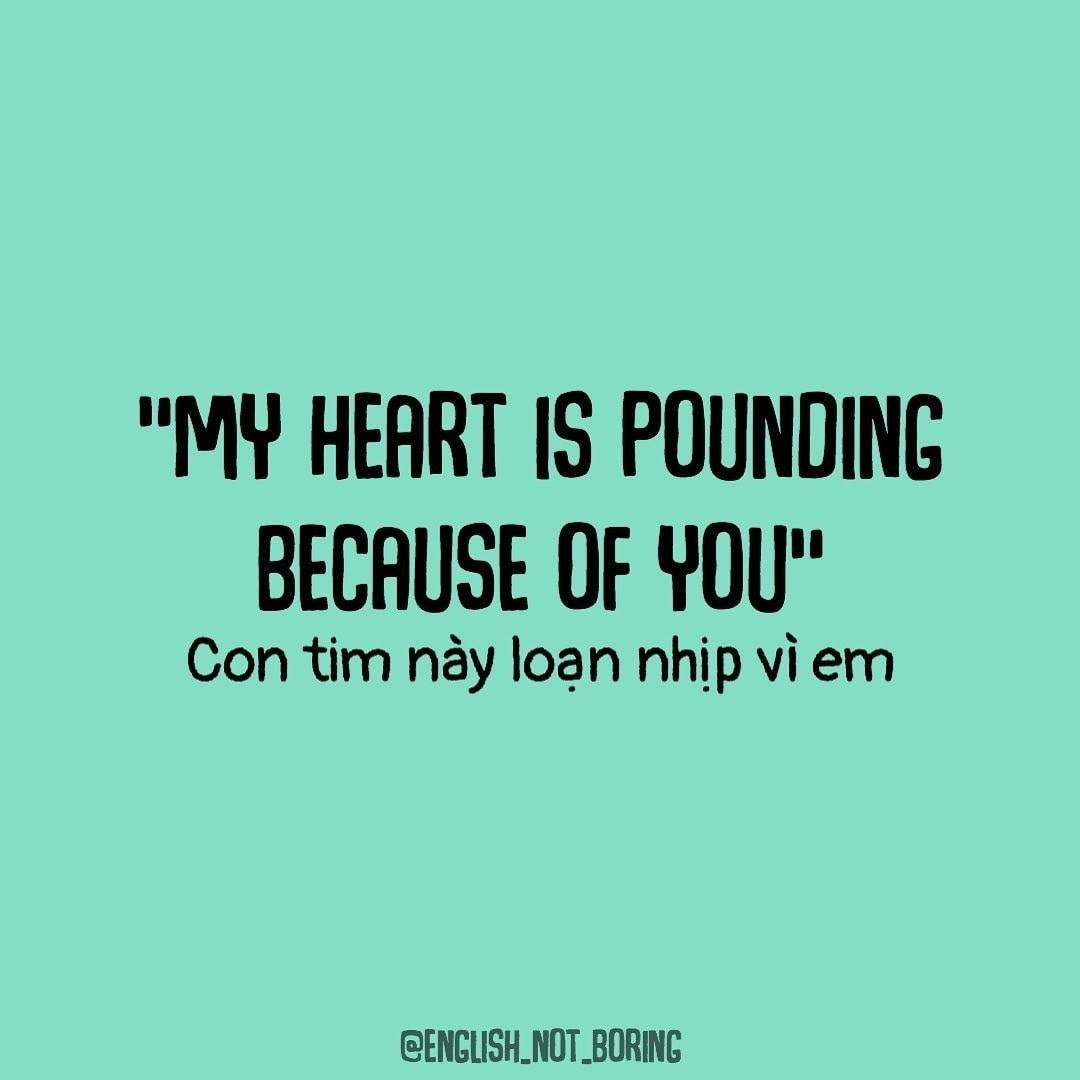 "MY HEART IS POUNDING
BECAUSE OF YOU"
Con tim này loạn nhịp vì em
@ENGLISH_NOT_BORING